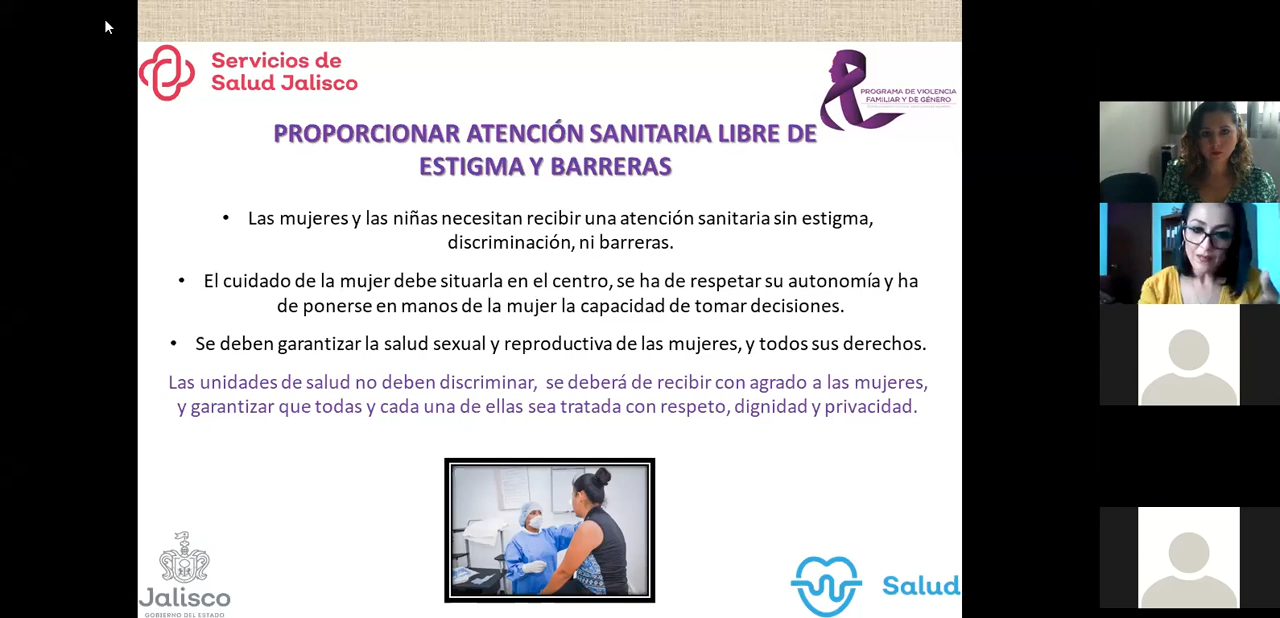 Servicios de
Salud Jalisco
PROGRAMA DE VIOLENCIA
FAMILIAR Y DE GÉNERO
PROPORCIONAR ATENCIÓN SANITARIA LIBRE DE
ESTIGMA Y BARRERAS
• Las mujeres y las niñas necesitan recibir una atención sanitaria sin estigma,
discriminación, ni barreras.
• El cuidado de la mujer debe situarla en el centro, se ha de respetar su autonomía y ha
de ponerse en manos de la mujer la capacidad de tomar decisiones.
• Se deben garantizar la salud sexual y reproductiva de las mujeres, y todos sus derechos.
Las unidades de salud no deben discriminar, se deberá de recibir con agrado a las mujeres,
y garantizar que todas y cada una de ellas sea tratada con respeto, dignidad y privacidad.
Jalisco
GOBIERNO DEL ESTADO
Salud